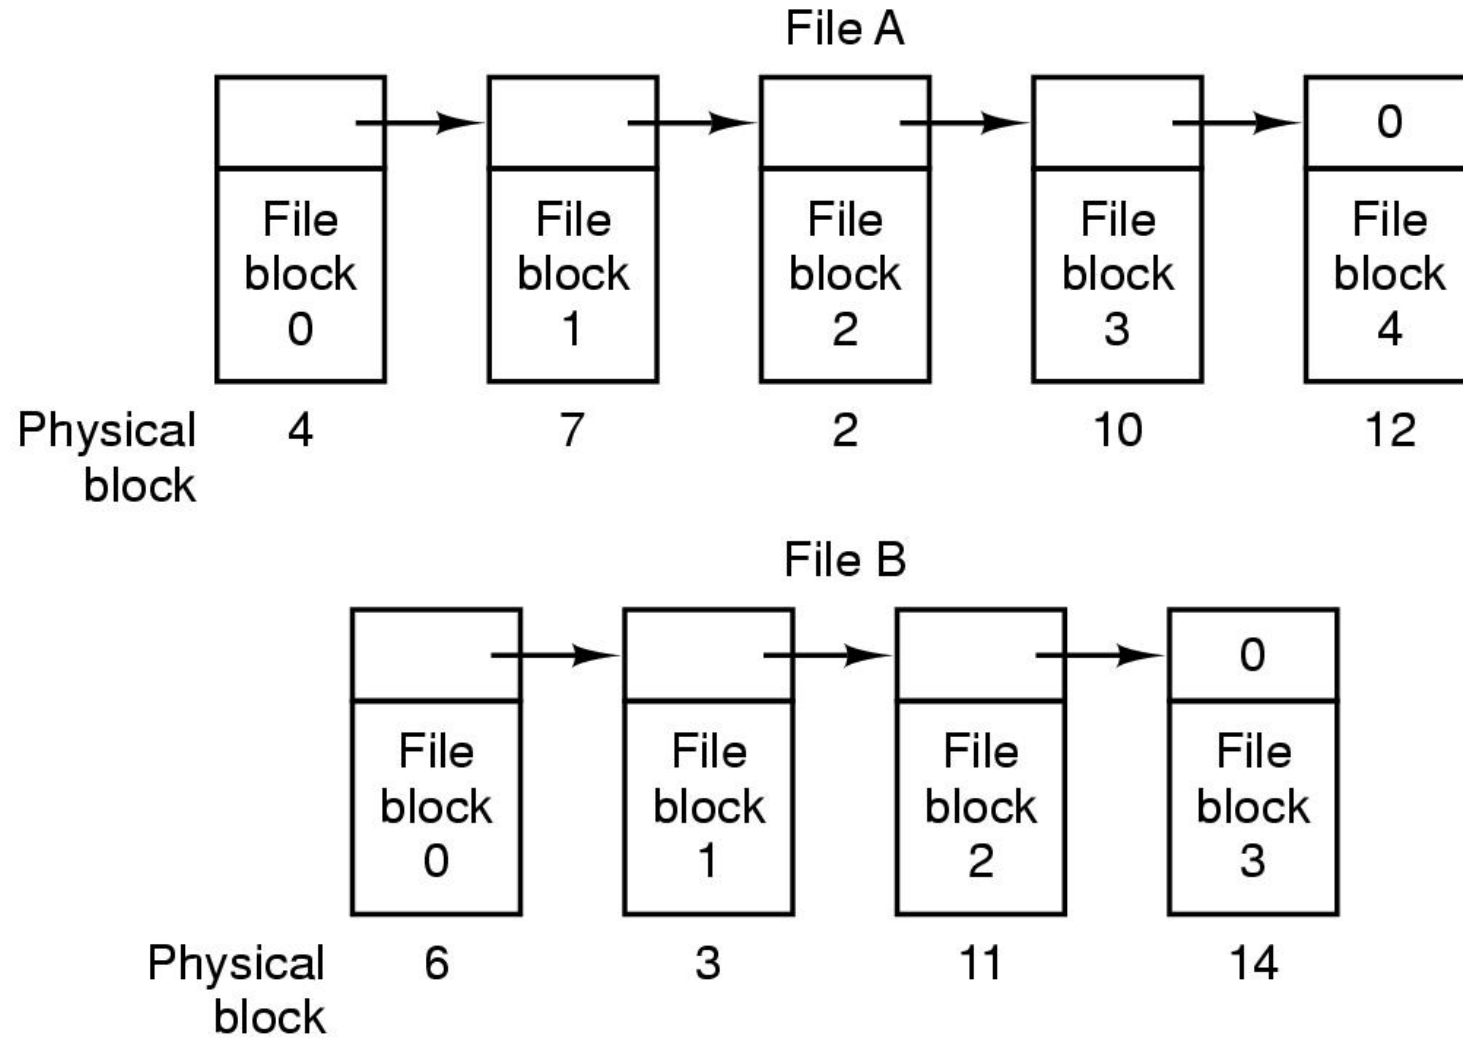 File A
0
File File File File File
block block block block block
0 1 2 3 4
Physical 4 7 2 10 12
block
File B
0
File File File File
block block block block
0 1 2 3
Physical 6 3 11 14
block